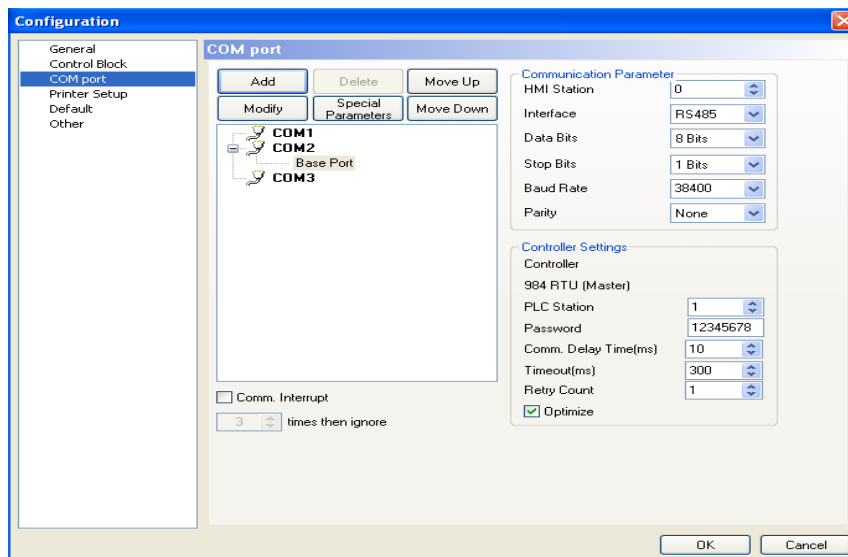 Configuration
General
Control Block
COM port
Printer Setup
Default
Other
COM port
Add
Delete
Move Up
Modify
Special
Parameters
Move Down
COM1
COM2
Base Port
COM3
Comm. Interrupt
3 times then ignore
Communication Parameter
HMI Station 0
Interface RS485
Data Bits 8 Bits
Stop Bits 1 Bits
Baud Rate 38400
Parity None
Controller Settings
Controller
984 RTU (Master)
PLC Station 1
Password 12345678
Comm. Delay Time(ms) 10
Timeout(ms) 300
Retry Count 1
Optimize
OK
Cancel